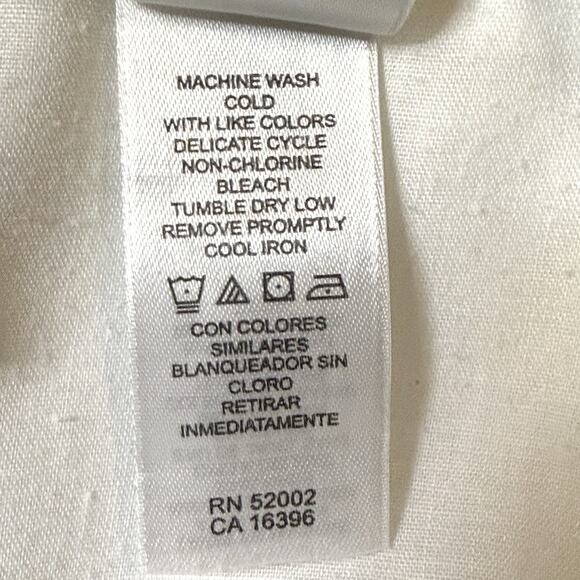 MACHINE WASH
COLD
WITH LIKE COLORS
DELICATE CYCLE
NON-CHLORINE
BLEACH
TUMBLE DRY LOW
REMOVE PROMPTLY
COOL IRON
CON COLORES
SIMILARES
BLANQUEADOR SIN
CLORO
RETIRAR
INMEDIATAMENTE
RN 52002
CA 16396